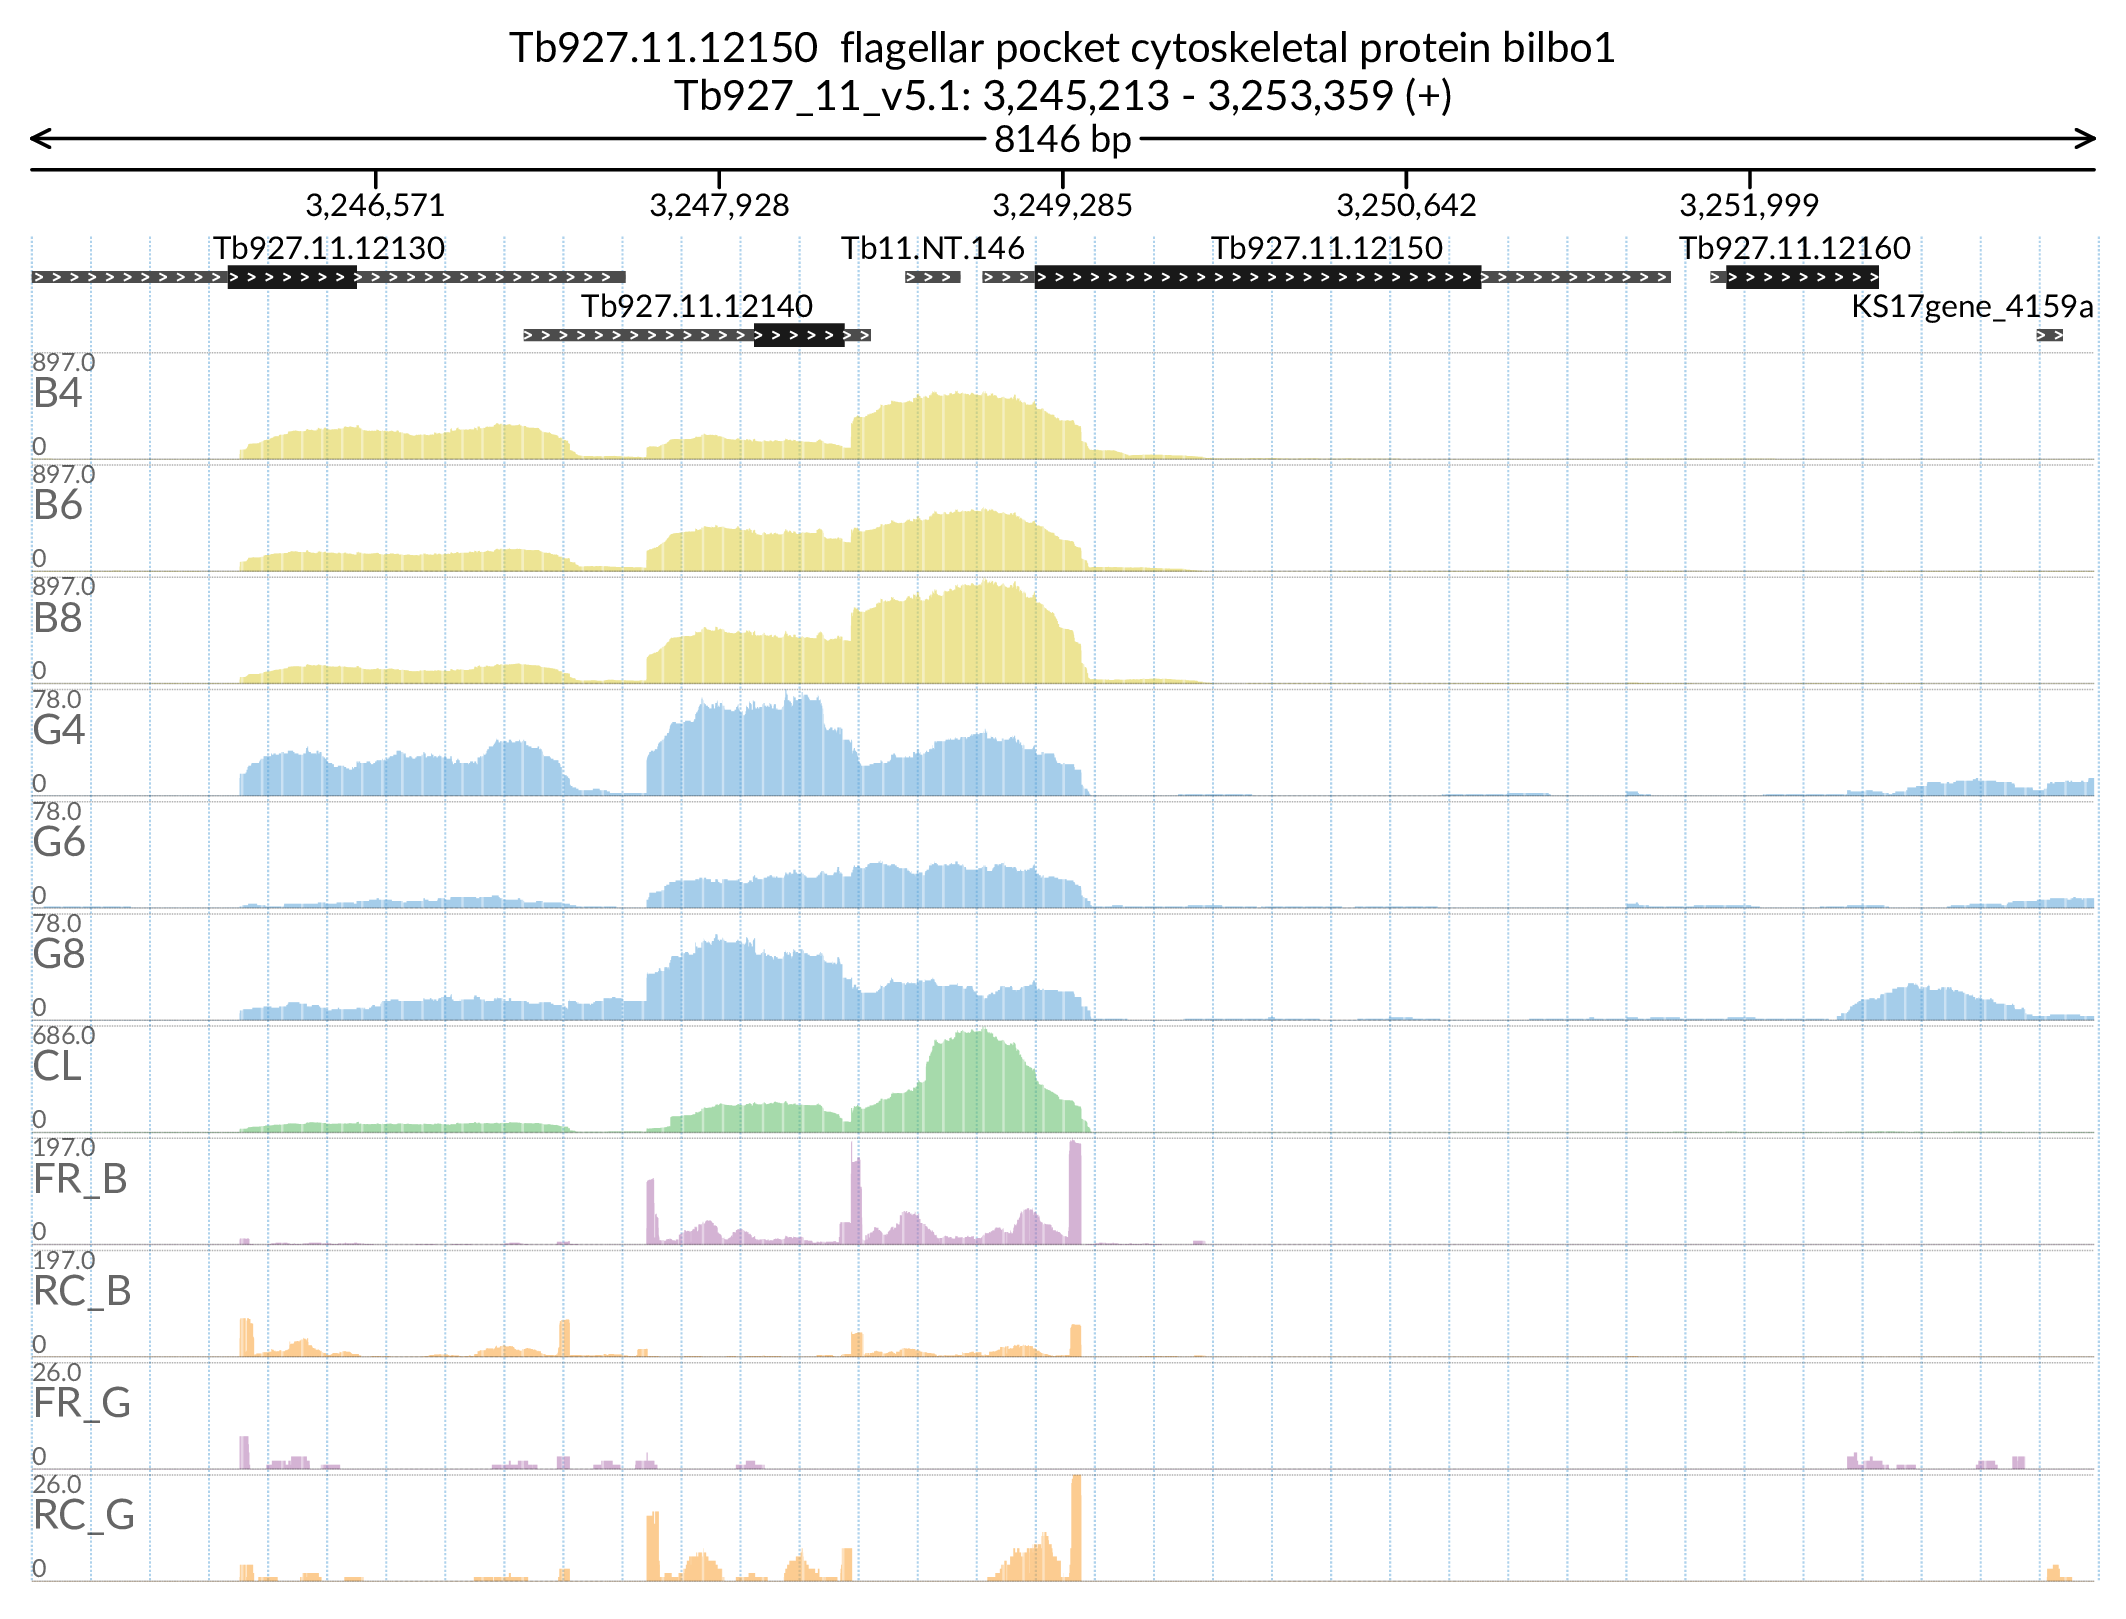 Tb927.11.12150 flagellar pocket cytoskeletal protein bilbo1
Tb927_11_v5.1: 3,245,213 - 3,253,359 (+)
8146 bp
3,246,571 3,247,928 3,249,285 3,250,642 3,251,999
Tb927.11.12130 Tb11.NT.146 Tb927.11.12150 Tb927.11.12160
Tb927.11.12140 KS17gene_4159a
897.0
B4
0
897.0
B6
0
897.0
B8
0
78.0
G4
0
78.0
G6
0
78.0
G8
0
686.0
CL
0
197.0
FR_B
0
197.0
RC_B
0
26.0
FR_G
0
26.0
RC_G
0